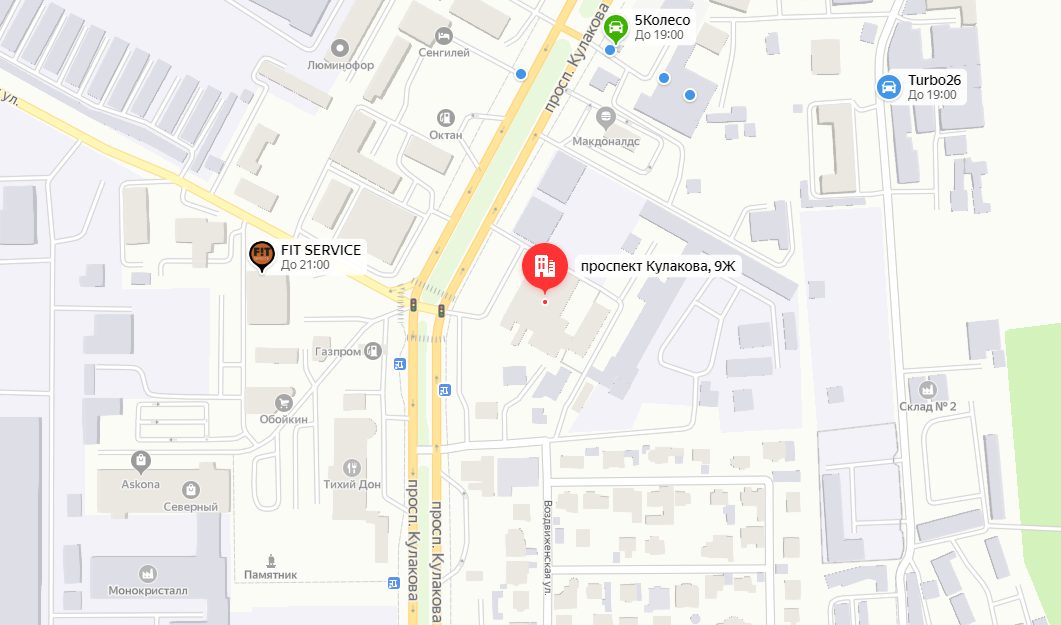 просп. Кулакова
5Колесо
До 19:00
Сенгилей
Люминофор
Turbo26
До 19:00
ул.
Октан
Макдоналдс
FIT
FIT SERVICE
До 21:00
проспект Кулакова, 9Ж
Газпром
Обойкин
Склад № 2
Askona
Тихий Дон
Северный
просп. Кулакова
просп. Кулакова
Воздвиженская ул.
Памятник
Монокристалл